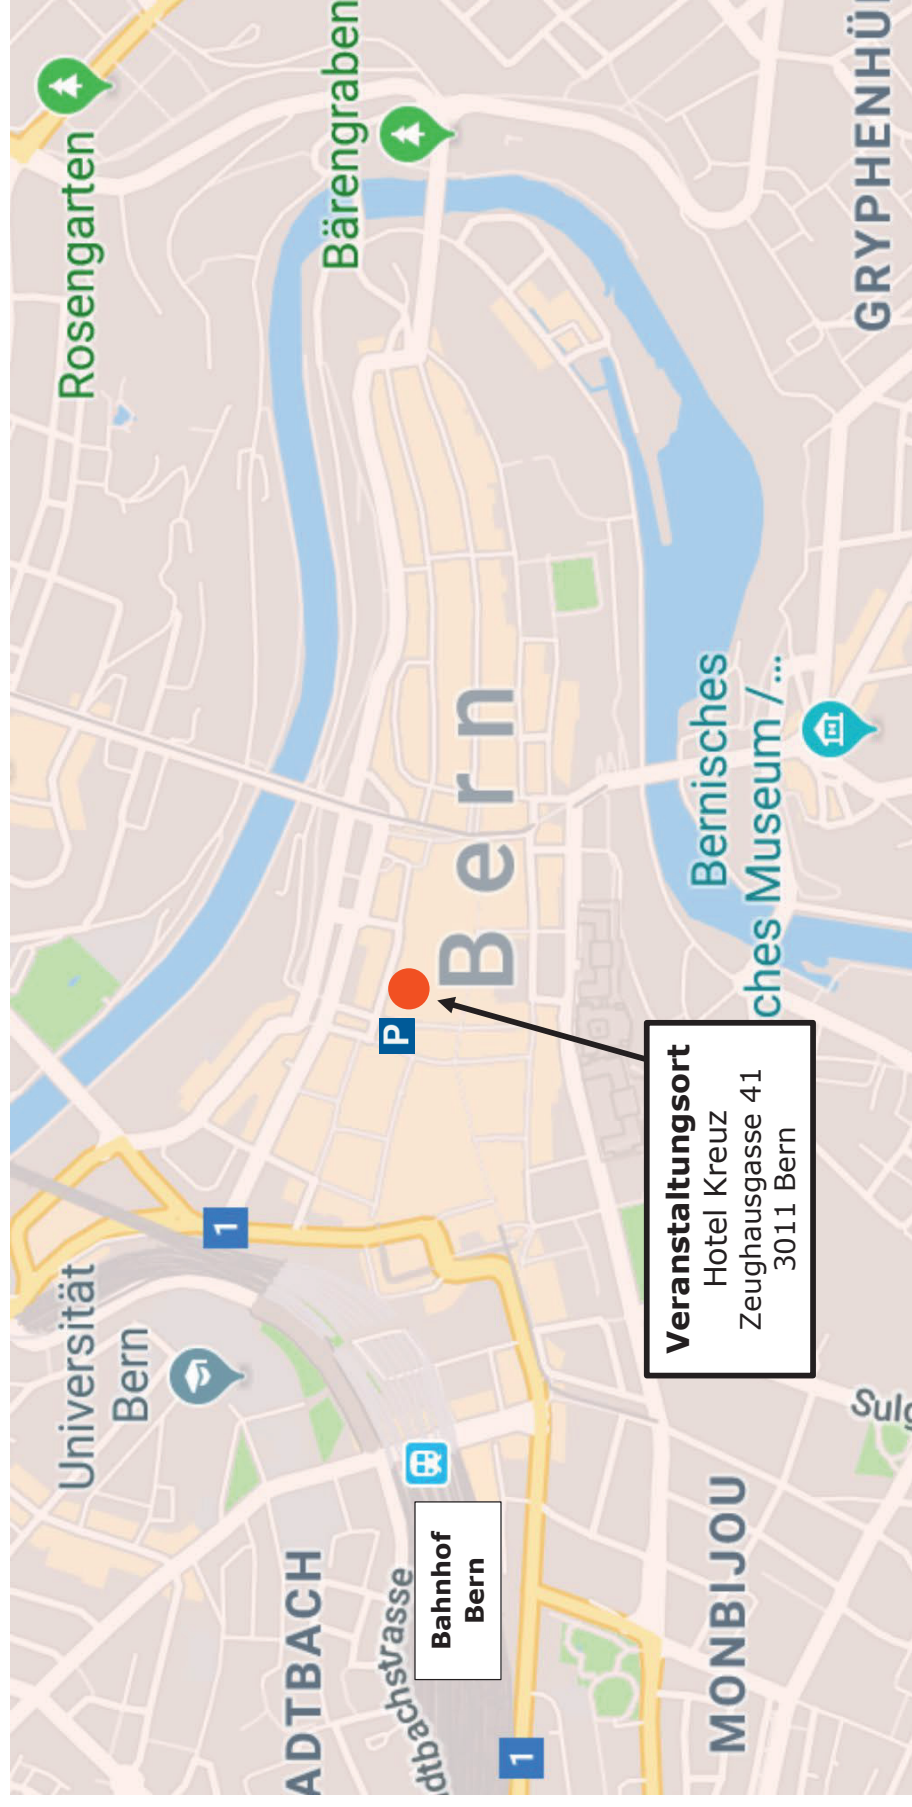 Rosengarten
Bärengraben
GRYPHENHÜ
Bern
Bernisches
ches Museum /...
P
Veranstaltungsort
Hotel Kreuz
Zeughausgasse 41
3011 Bern
1
Universität
Bern
Bahnhof
Bern
ADTBACH
dtbachstrasse
MONBIJOU
Sulg
1